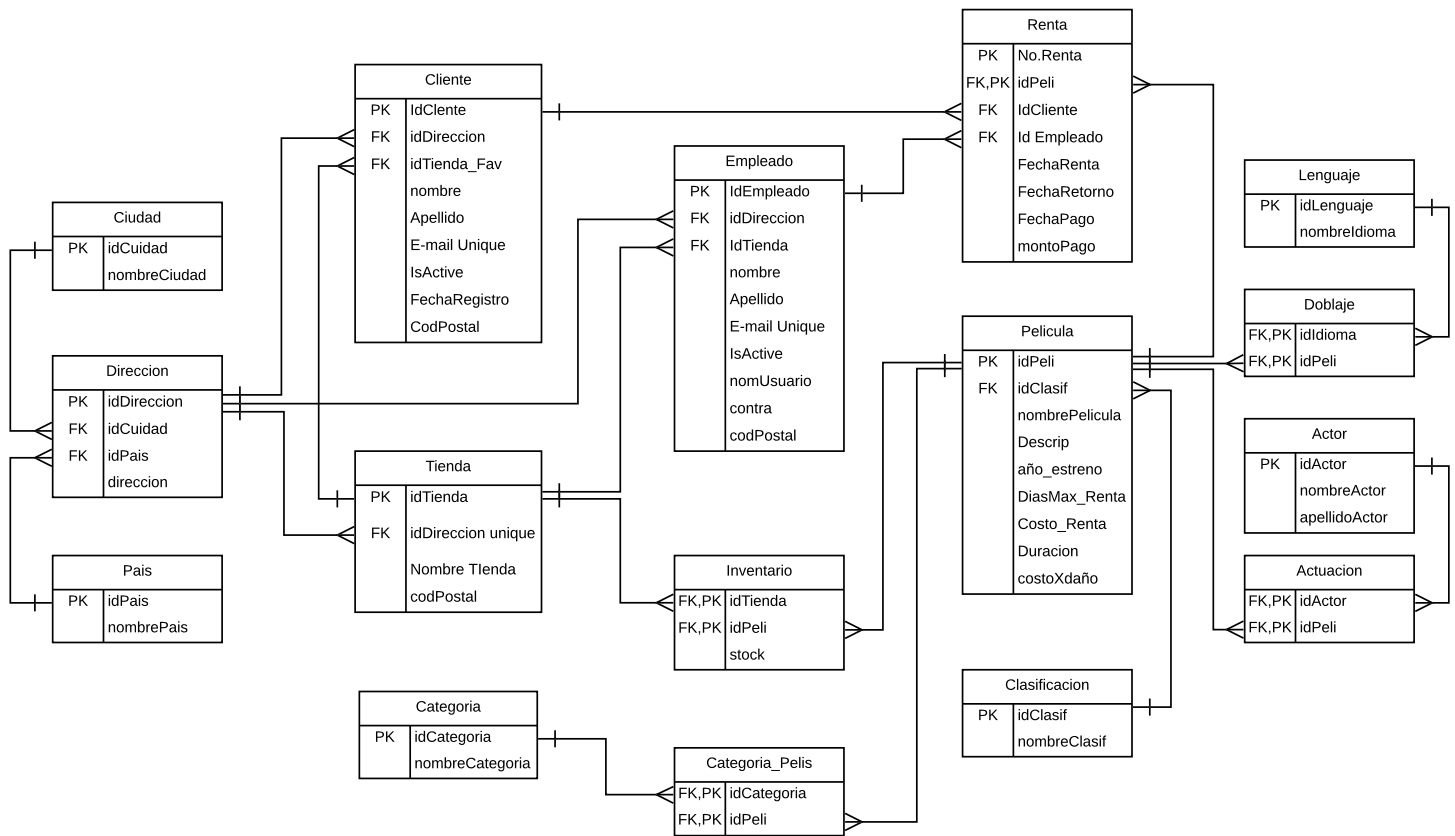 Renta
PK No.Renta
FK,PK idPeli
FK IdCliente
FK Id Empleado
FechaRenta
FechaRetorno
FechaPago
montoPago
Cliente
PK IdClente
FK idDireccion
FK idTienda_Fav
nombre
Apellido
E-mail Unique
IsActive
FechaRegistro
CodPostal
Empleado
PK IdEmpleado
FK idDireccion
FK IdTienda
nombre
Apellido
E-mail Unique
IsActive
nomUsuario
contra
codPostal
Lenguaje
PK idLenguaje
nombreIdioma
Ciudad
PK idCuidad
nombreCiudad
Doblaje
FK,PK idIdioma
FK,PK idPeli
Pelicula
PK idPeli
FK idClasif
nombrePelicula
Descrip
año_estreno
DiasMax_Renta
Costo_Renta
Duracion
costoXdaño
Direccion
PK idDireccion
FK idCuidad
FK idPais
direccion
Actor
PK idActor
nombreActor
apellidoActor
Tienda
PK idTienda
FK idDireccion unique
Nombre TIenda
codPostal
Pais
PK idPais
nombrePais
Inventario
FK,PK idTienda
FK,PK idPeli
stock
Actuacion
FK,PK idActor
FK,PK idPeli
Clasificacion
PK idClasif
nombreClasif
Categoria
PK idCategoria
nombreCategoria
Categoria_Pelis
FK,PK idCategoria
FK,PK idPeli